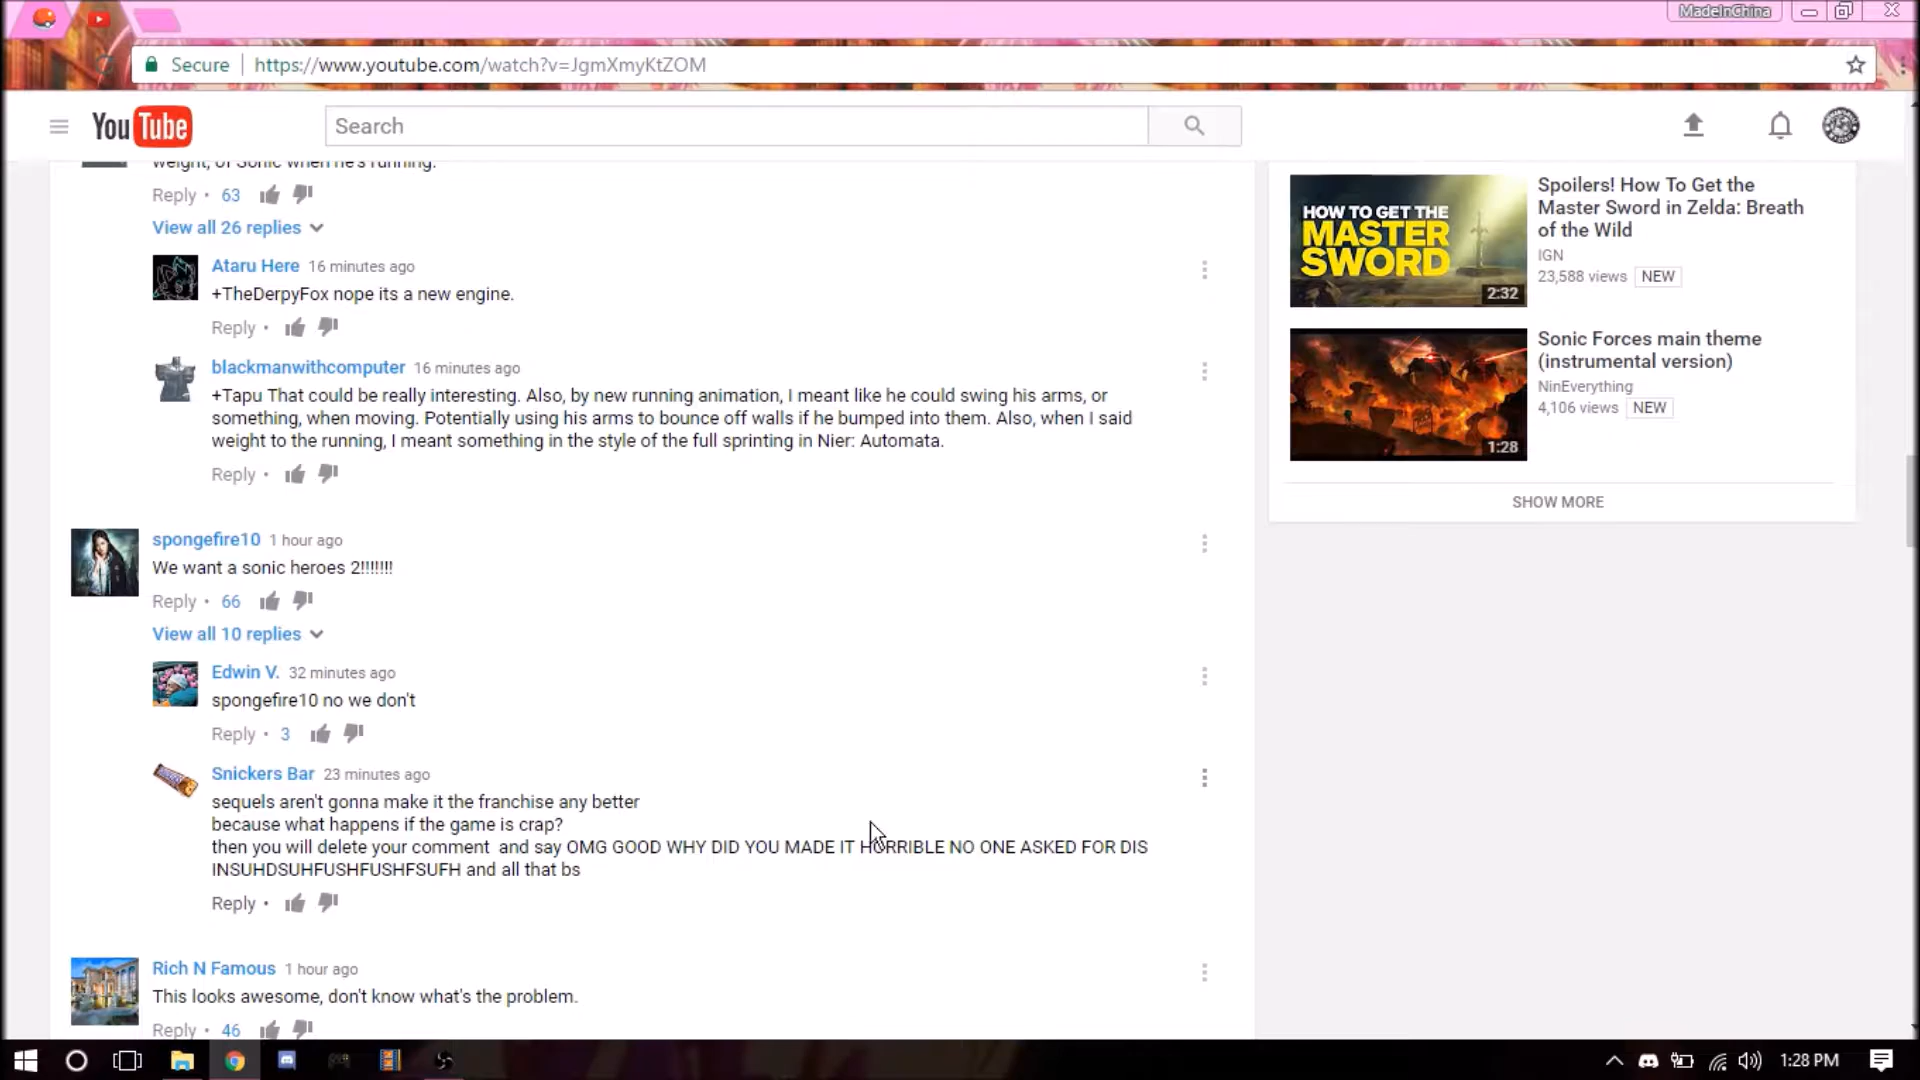 MadeInChina
Secure
https://www.youtube.com/watch?v=JgmXmyKtZOM
YouTube
Search
weight, of Sonic when he's running.
Reply • 63
View all 26 replies
Ataru Here 16 minutes ago
+TheDerpyFox nope its a new engine.
Reply •
blackmanwithcomputer 16 minutes ago
+Tapu That could be really interesting. Also, by new running animation, I meant like he could swing his arms, or
something, when moving. Potentially using his arms to bounce off walls if he bumped into them. Also, when I said
weight to the running, I meant something in the style of the full sprinting in Nier: Automata.
Reply •
spongefire10 1 hour ago
We want a sonic heroes 2!!!!!!!
Reply • 66
View all 10 replies
Edwin V. 32 minutes ago
spongefire10 no we don't
Reply • 3
Snickers Bar 23 minutes ago
sequels aren't gonna make it the franchise any better
because what happens if the game is crap?
then you will delete your comment and say OMG GOOD WHY DID YOU MADE IT HORRIBLE NO ONE ASKED FOR DIS
INSUHDSUHFUSHFUSHFSUFH and all that bs
Reply •
Rich N Famous 1 hour ago
This looks awesome, don't know what's the problem.
Reply • 46
HOW TO GET THE
MASTER
SWORD
2:32
Spoilers! How To Get the
Master Sword in Zelda: Breath
of the Wild
IGN
23,588 views NEW
1:28
Sonic Forces main theme
(instrumental version)
NinEverything
4,106 views NEW
SHOW MORE
1:28 PM